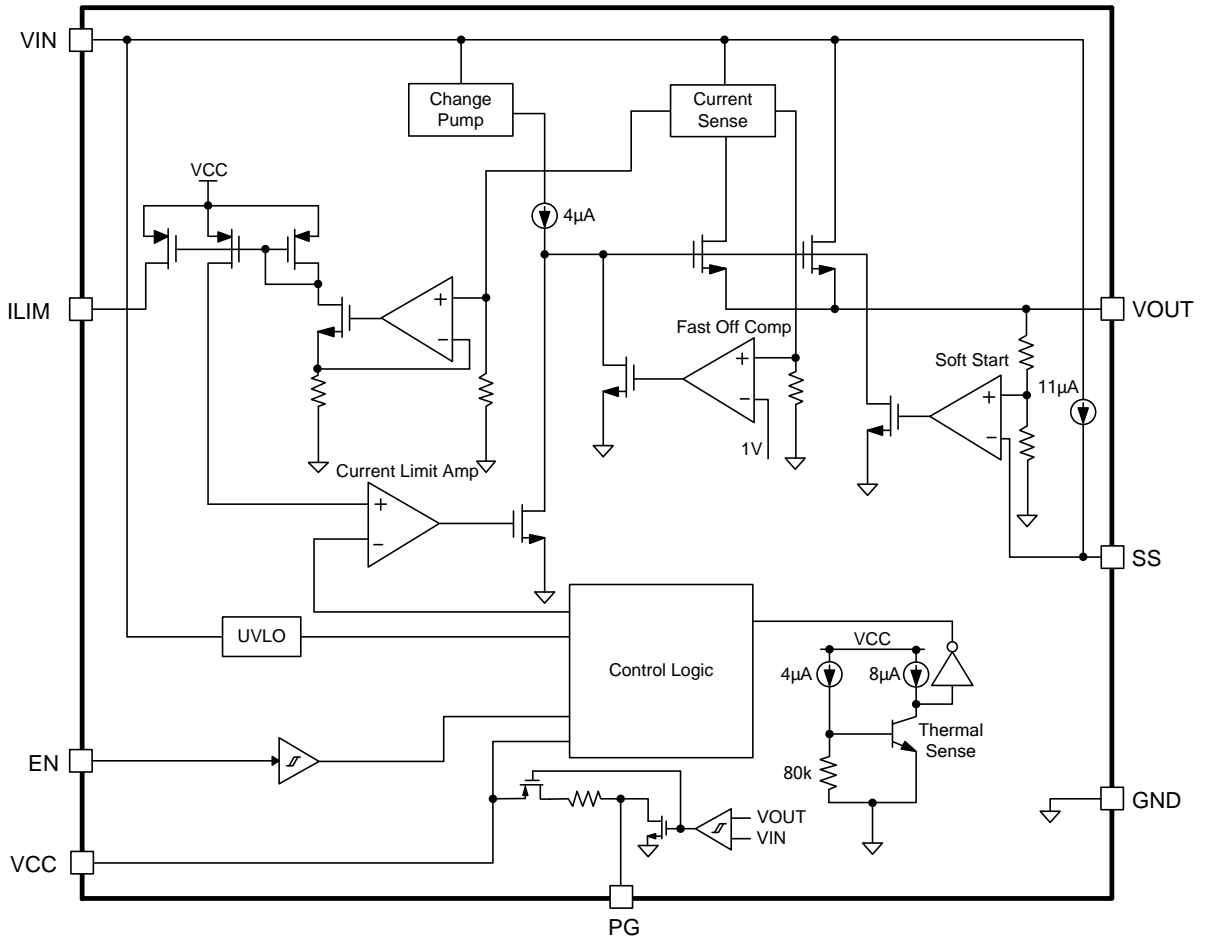 VIN
Change
Pump
Current
Sense
VCC
4µA
ILIM
VOUT
Fast Off Comp
Soft Start
+
−
+
−
11µA
+
−
1V
Current Limit Amp
+
−
SS
UVLO
Control Logic
VCC
4µA
8µA
Thermal
Sense
EN
80k
GND
VOUT
VIN
VCC
PG